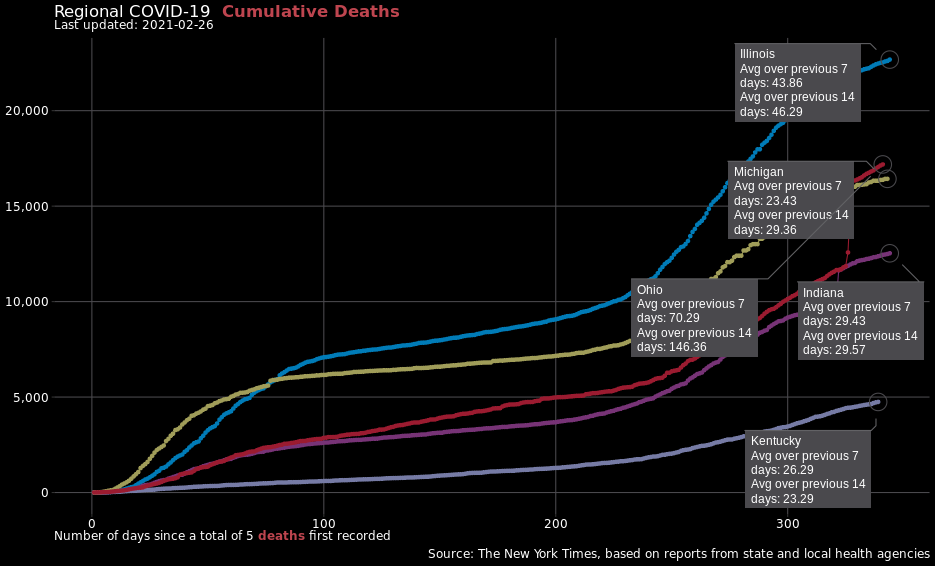 Regional COVID-19 Cumulative Deaths
Last updated: 2021-02-26
Illinois
Avg over previous 7
days: 43.86
Avg over previous 14
days: 46.29
Michigan
Avg over previous 7
days: 23.43
Avg over previous 14
days: 29.36
Ohio
Avg over previous 7
days: 70.29
Avg over previous 14
days: 146.36
Indiana
Avg over previous 7
days: 29.43
Avg over previous 14
days: 29.57
Kentucky
Avg over previous 7
days: 26.29
Avg over previous 14
days: 23.29
20,000
15,000
10,000
5,000
0
0 100 200 300
Number of days since a total of 5 deaths first recorded
Source: The New York Times, based on reports from state and local health agencies